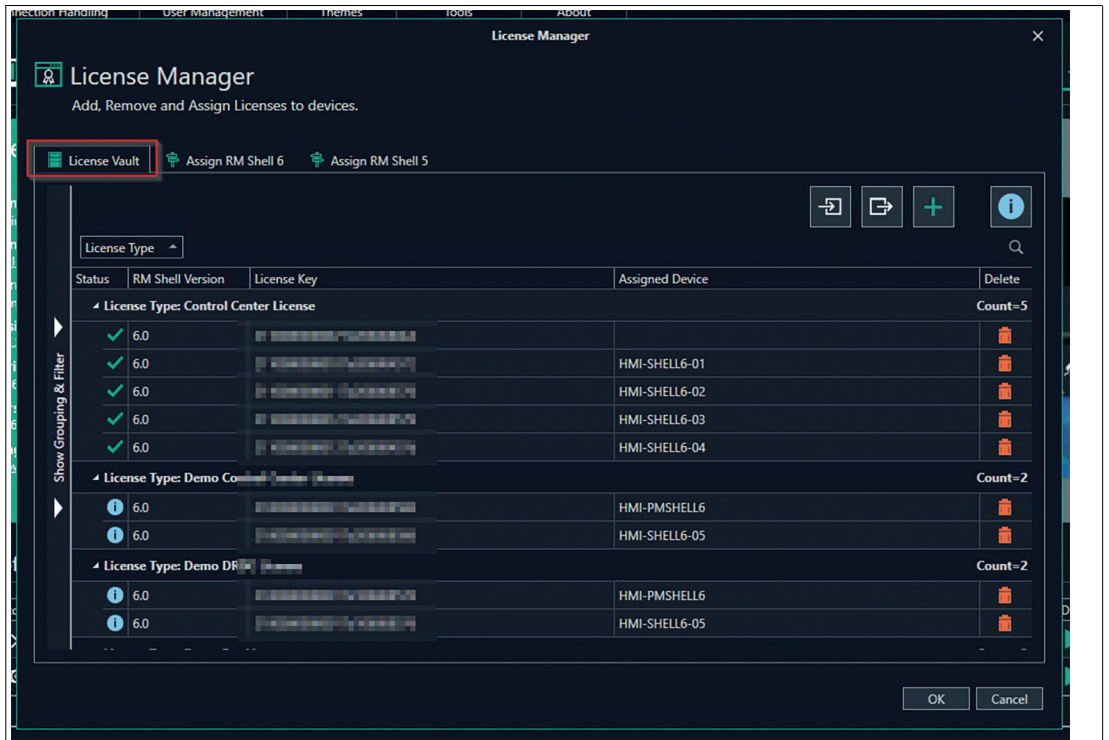 nection Handling User Management Themes Tools About
License Manager
License Manager
Add, Remove and Assign Licenses to devices.
License Vault Assign RM Shell 6 Assign RM Shell 5
License Type
Status RM Shell Version License Key Assigned Device Delete
License Type: Control Center License Count=5
6.0
6.0 HMI-SHELL6-01
6.0 HMI-SHELL6-02
6.0 HMI-SHELL6-03
6.0 HMI-SHELL6-04
Show Grouping & Filter
License Type: Demo Count=2
6.0 HMI-PMSHELL6
6.0 HMI-SHELL6-05
License Type: Demo Count=2
6.0 HMI-PMSHELL6
6.0 HMI-SHELL6-05
OK Cancel